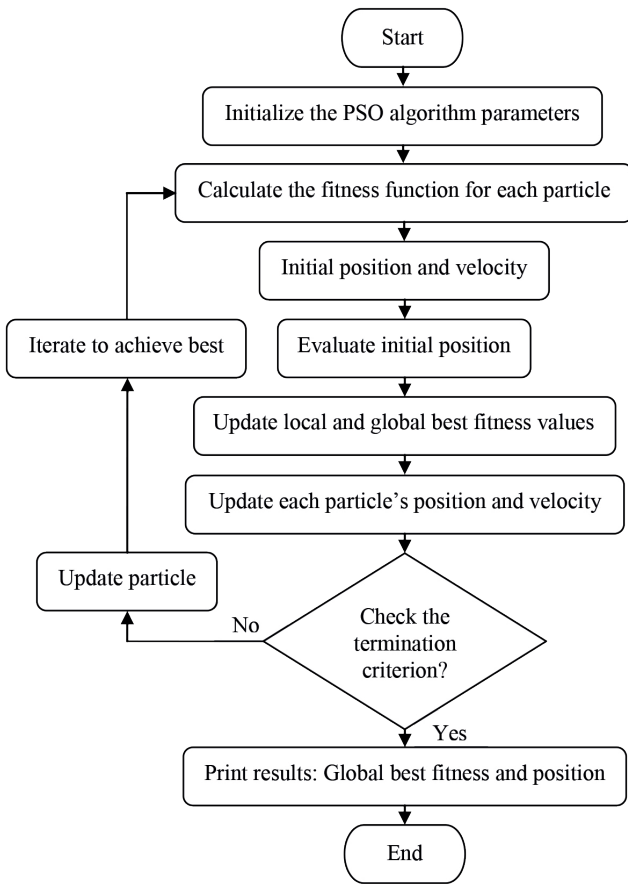 Start
Initialize the PSO algorithm parameters
Calculate the fitness function for each particle
Initial position and velocity
Iterate to achieve best
Evaluate initial position
Update local and global best fitness values
Update each particle’s position and velocity
Update particle
No
Check the
termination
criterion?
Yes
Print results: Global best fitness and position
End